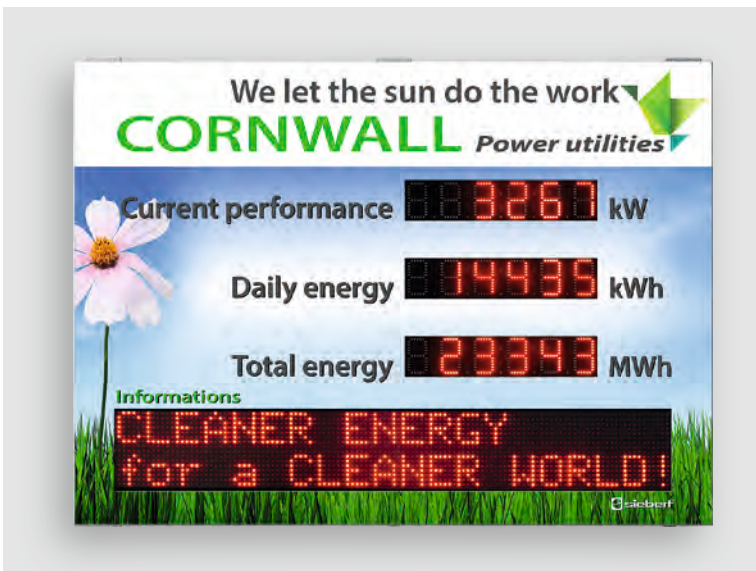 We let the sun do the work
CORNWALL Power utilities
Current performance 3267 kW
Daily energy 14435 kWh
Total energy 23343 MWh
Informations
CLEANER ENERGY
for a CLEANER WORLD!
siebert